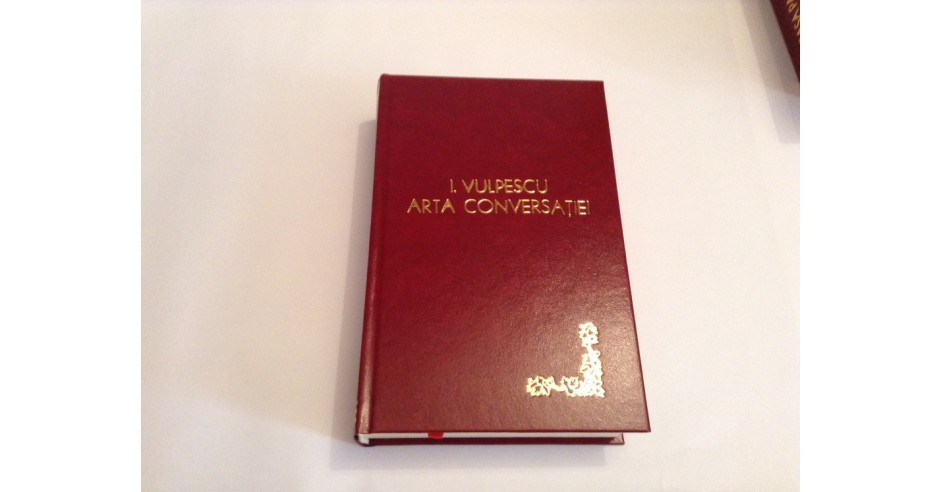 I. VULPESCU
ARTA CONVERSAȚIEI